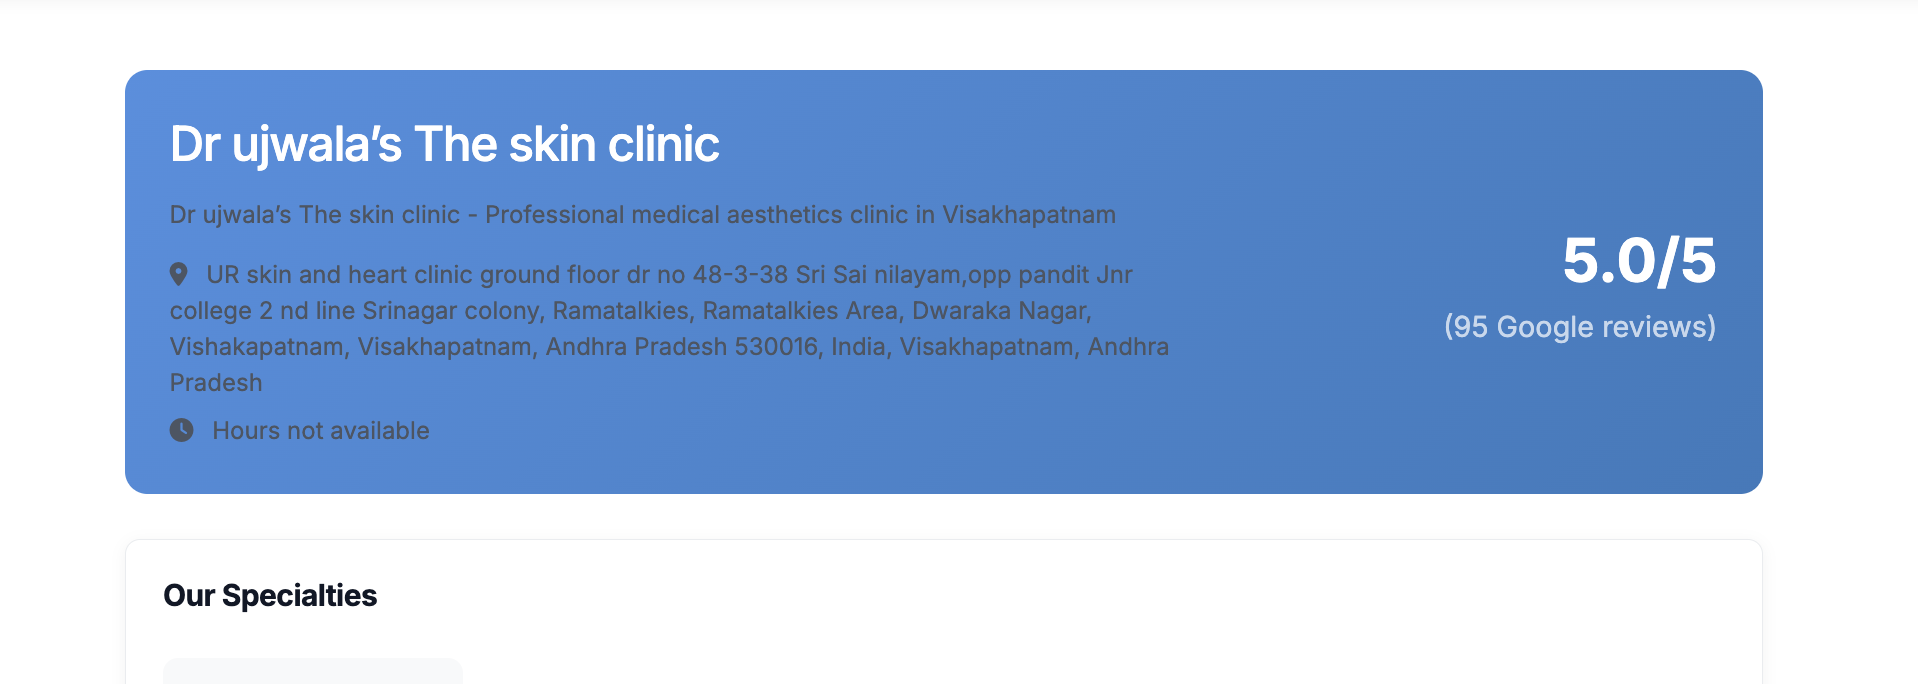 Dr ujwala’s The skin clinic
Dr ujwala’s The skin clinic - Professional medical aesthetics clinic in Visakhapatnam
UR skin and heart clinic ground floor dr no 48-3-38 Sri Sai nilayam,opp pandit Jnr
college 2 nd line Srinagar colony, Ramatalkies, Ramatalkies Area, Dwaraka Nagar,
Vishakapatnam, Visakhapatnam, Andhra Pradesh 530016, India, Visakhapatnam, Andhra
Pradesh
Hours not available
5.0/5
(95 Google reviews)
Our Specialties